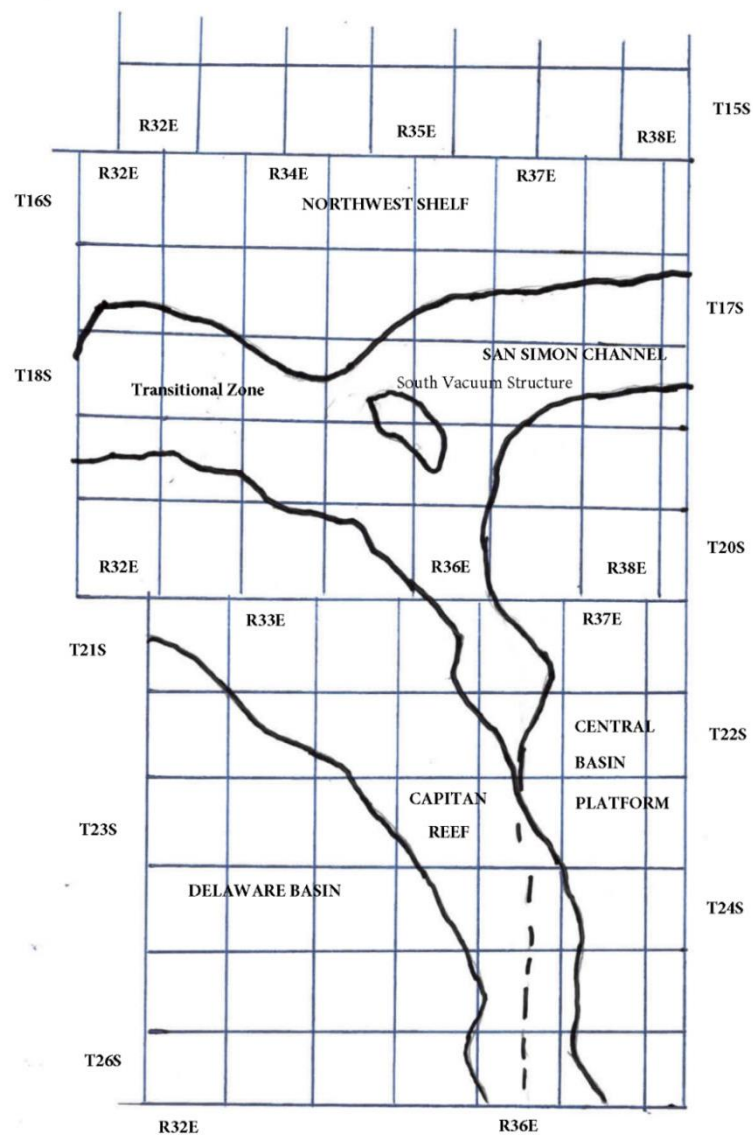 T15S
R32E
R35E
R38E
R32E
R34E
R37E
T16S
NORTHWEST SHELF
T17S
SAN SIMON CHANNEL
T18S
Transitional Zone
South Vacuum Structure
T20S
R32E
R36E
R38E
R33E
R37E
T21S
CENTRAL
T22S
BASIN
CAPITAN
PLATFORM
T23S
REEF
DELAWARE BASIN
T24S
T26S
R32E
R36E